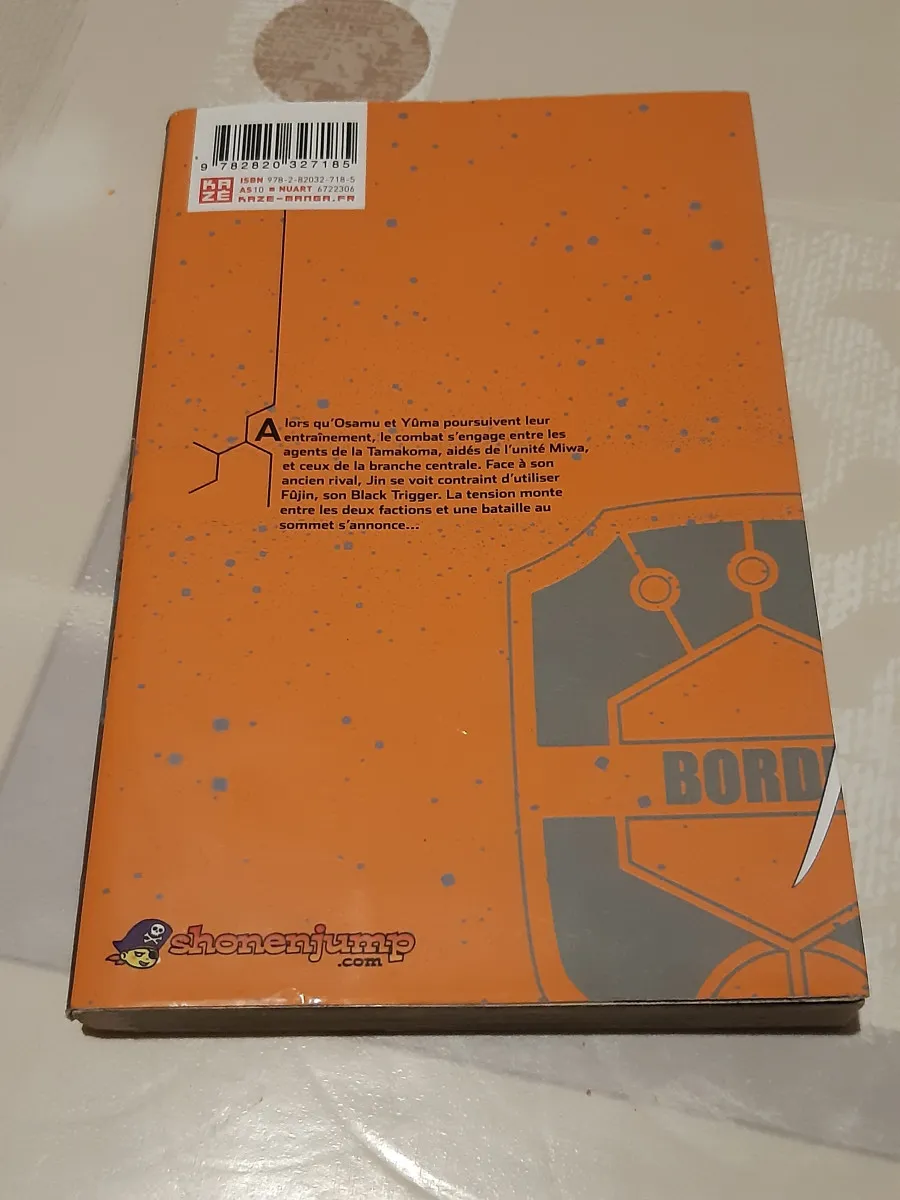 9 782820 327185
ISBN 978-2-82032-718-5
KAZE
AS10 = NUART 6722306
KAZE-MANGA.FR
Alors qu'Osamu et Yûma poursuivent leur
entraînement, le combat s'engage entre les
agents de la Tamakoma, aidés de l'unité Miwa,
et ceux de la branche centrale. Face à son
ancien rival, Jin se voit contraint d'utiliser
Fûjin, son Black Trigger. La tension monte
entre les deux factions et une bataille au
sommet s'annonce...
BORD
shonenjump
.com